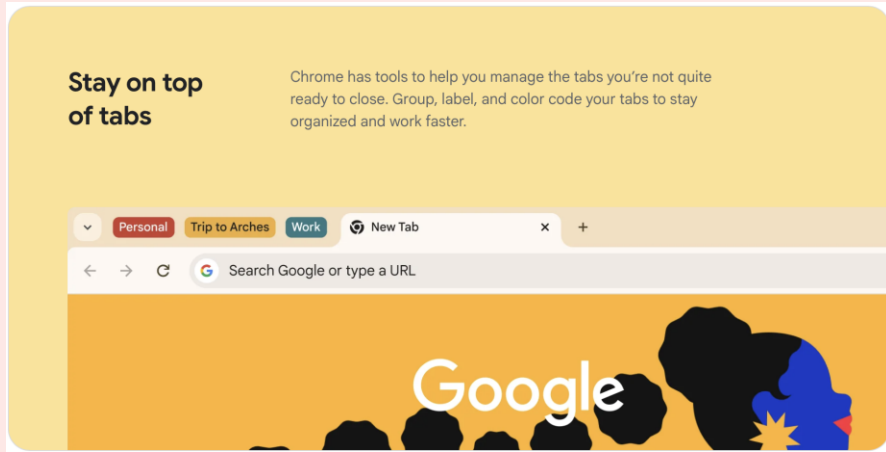 Stay on top
of tabs
Chrome has tools to help you manage the tabs you’re not quite
ready to close. Group, label, and color code your tabs to stay
organized and work faster.
Personal Trip to Arches Work New Tab
Search Google or type a URL
Google